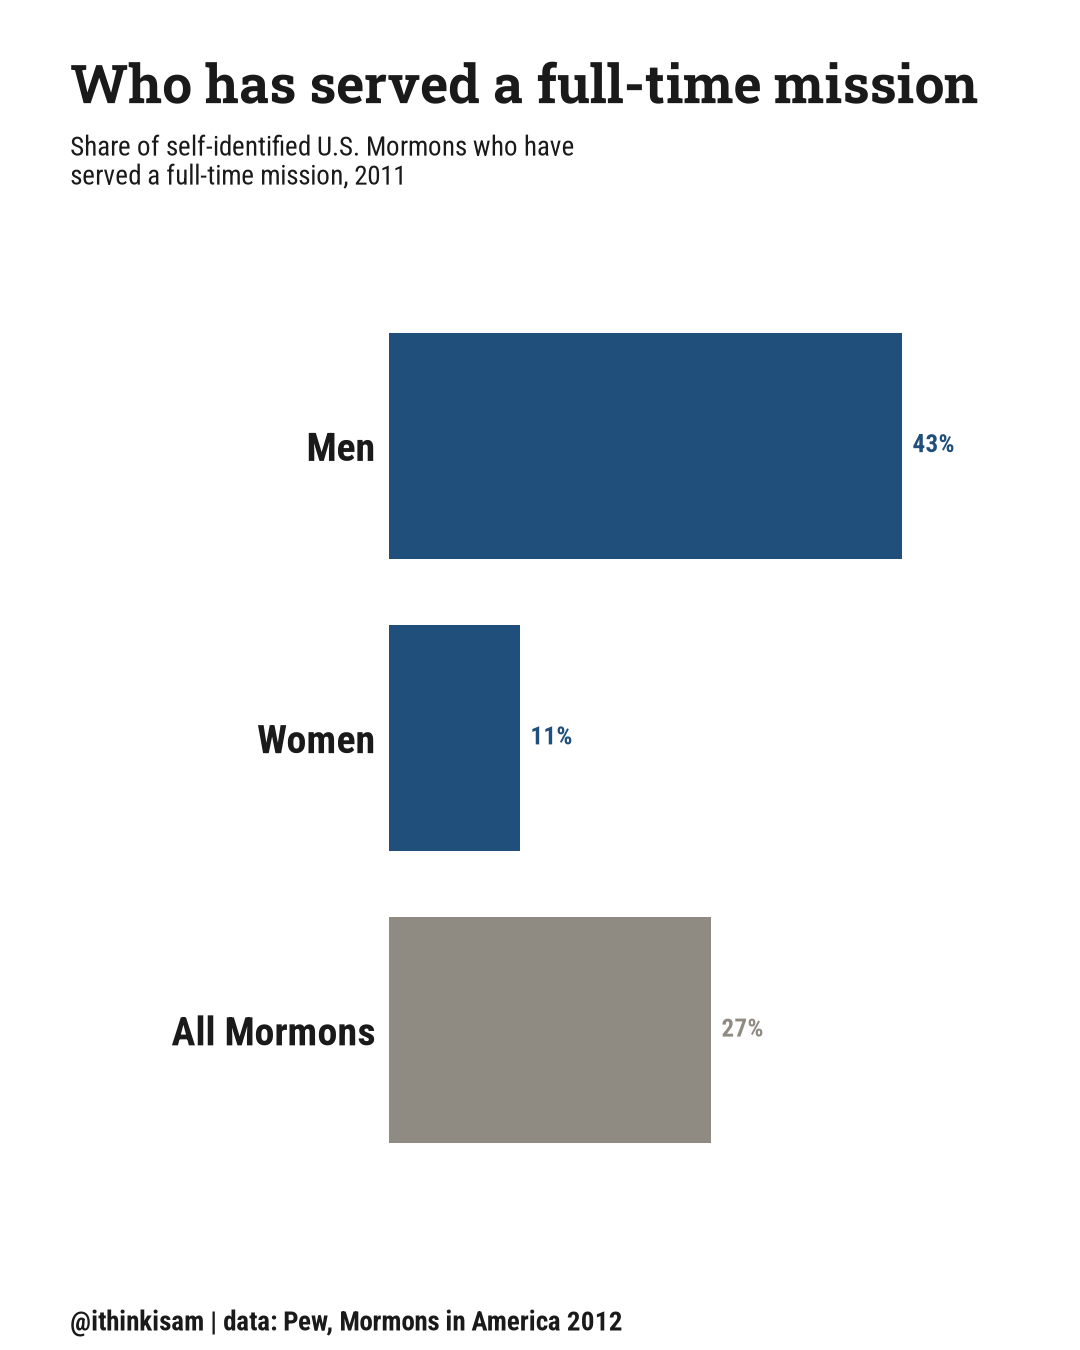 Who has served a full-time mission
Share of self-identified U.S. Mormons who have
served a full-time mission, 2011
Men
43%
Women
11%
All Mormons
27%
@ithinkisam | data: Pew, Mormons in America 2012